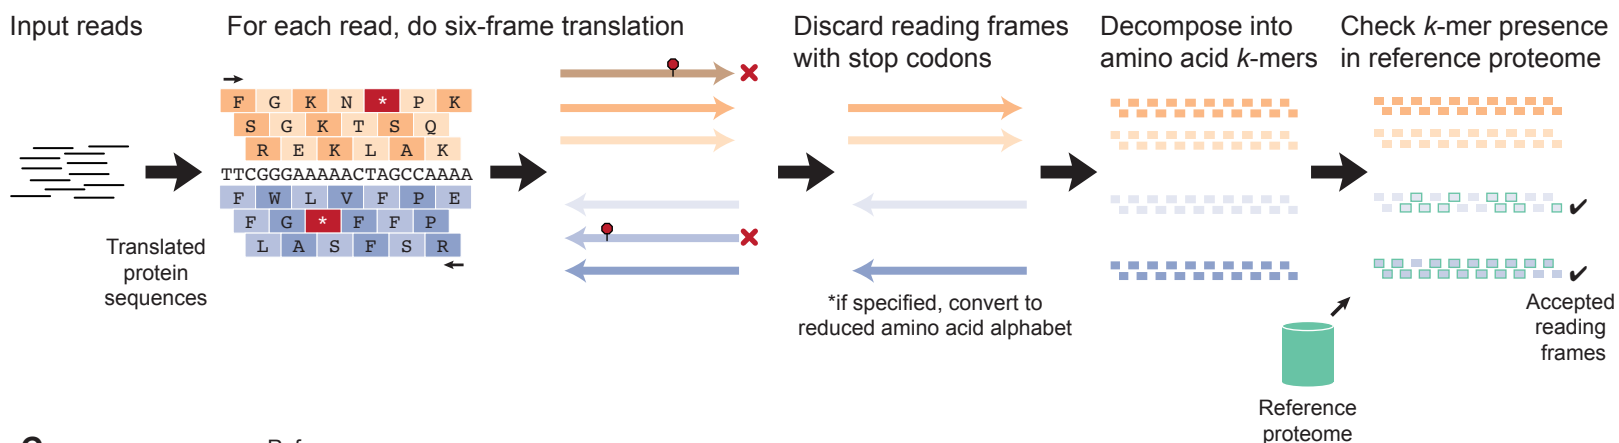 Input reads
For each read, do six-frame translation
Discard reading frames
with stop codons
Decompose into
amino acid k-mers
Check k-mer presence
in reference proteome
F G K N * P K
S G K T S Q
R E K L A K
TTCGGGAAAAACTAGCCAAAA
F W L V F P E
F G * F F P
L A S F S R
Translated
protein
sequences
*if specified, convert to
reduced amino acid alphabet
Accepted
reading
frames
Reference
proteome